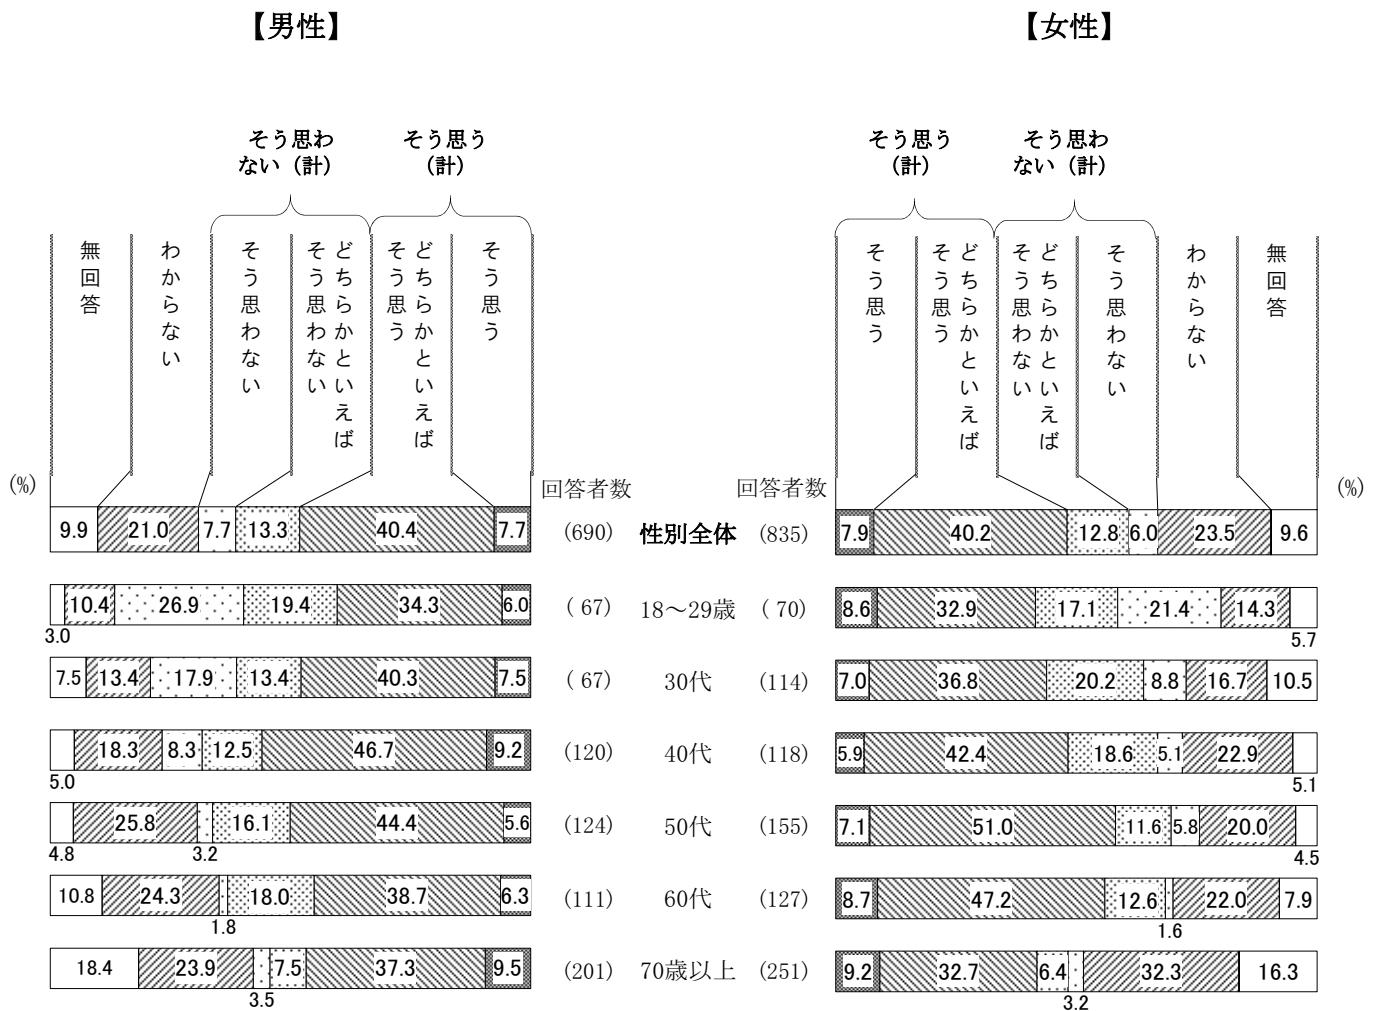 【男性】
【女性】
そう思わ
ない（計）
そう思う
（計）
そう思う
（計）
そう思わ
ない（計）
無回答
わからない
そう思わない
どちらかといえば
そう思わない
どちらかといえば
そう思う
そう思う
そう思う
どちらかといえば
そう思う
どちらかといえば
そう思わない
そう思わない
わからない
無回答
(%) 回答者数 回答者数 (%)
9.9 21.0 7.7 13.3 40.4 7.7 (690) 性別全体 (835) 7.9 40.2 12.8 6.0 23.5 9.6
10.4 26.9 19.4 34.3 6.0 ( 67) 18～29歳 ( 70) 8.6 32.9 17.1 21.4 14.3
3.0 5.7
7.5 13.4 17.9 13.4 40.3 7.5 ( 67) 30代 (114) 7.0 36.8 20.2 8.8 16.7 10.5
18.3 8.3 12.5 46.7 9.2 (120) 40代 (118) 5.9 42.4 18.6 5.1 22.9
5.0 5.1
25.8 16.1 44.4 5.6 (124) 50代 (155) 7.1 51.0 11.6 5.8 20.0
4.8 3.2 4.5
10.8 24.3 18.0 38.7 6.3 (111) 60代 (127) 8.7 47.2 12.6 22.0 7.9
1.8 1.6
18.4 23.9 7.5 37.3 9.5 (201) 70歳以上 (251) 9.2 32.7 6.4 32.3 16.3
3.5 3.2